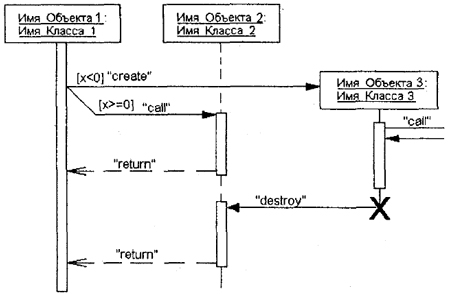 Имя Объекта 1:
Имя Класса 1
Имя Объекта 2:
Имя Класса 2
[x<0] "create"
Имя Объекта 3:
Имя Класса 3
[x>=0] "call"
"call"
"return"
"destroy"
"return"